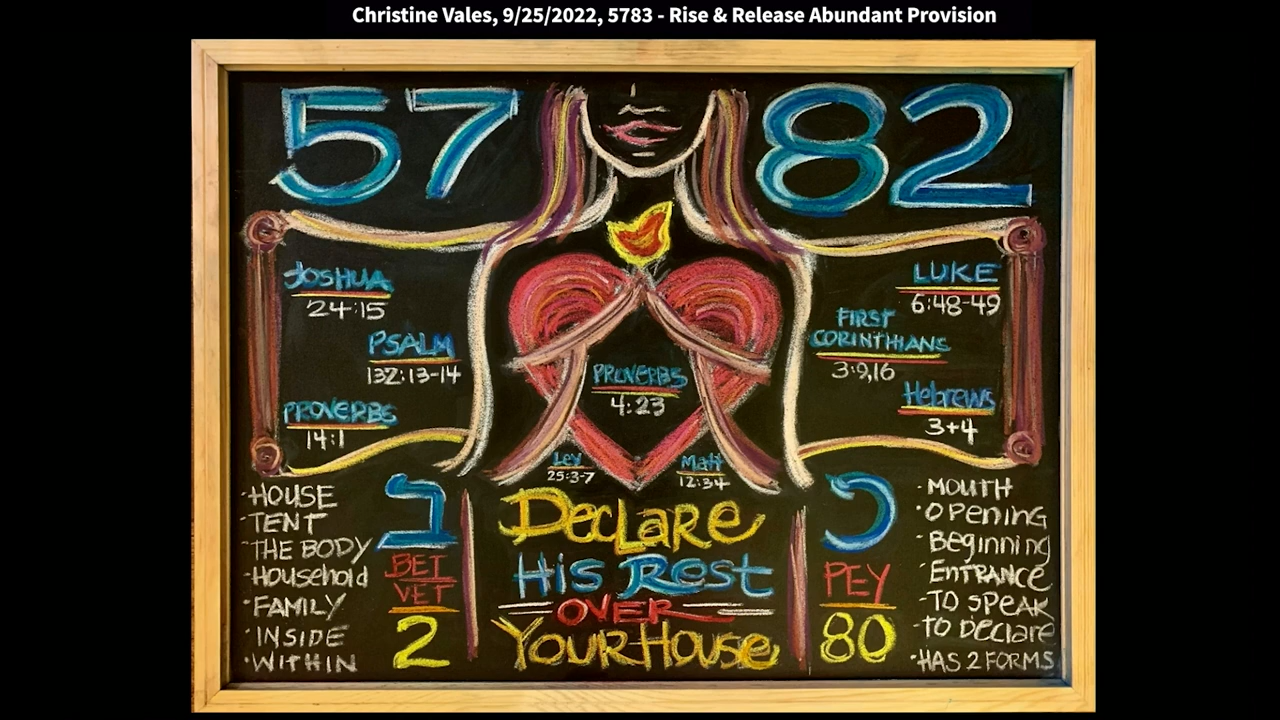 Christine Vales, 9/25/2022, 5783 - Rise & Release Abundant Provision
57 82
JOSHUA
24:15
PSALM
132:13-14
PROVERBS
14:1
PROVERBS
4:23
Lev
25:3-7
Matt
12:34
LUKE
6:48-49
FIRST
CORINTHIANS
3:9,16
Hebrews
3+4
·HOUSE
·TENT
·THE BODY
·Household
·FAMILY
·INSIDE
·WITHIN
ב
BET
VET
2
DecLare
His Rest
OVER
YOUR House
פ
PEY
80
·MOUTH
·Opening
·Beginning
·ENTRANCE
·TO SPEAK
·TO Declare
·HAS 2 FORMS